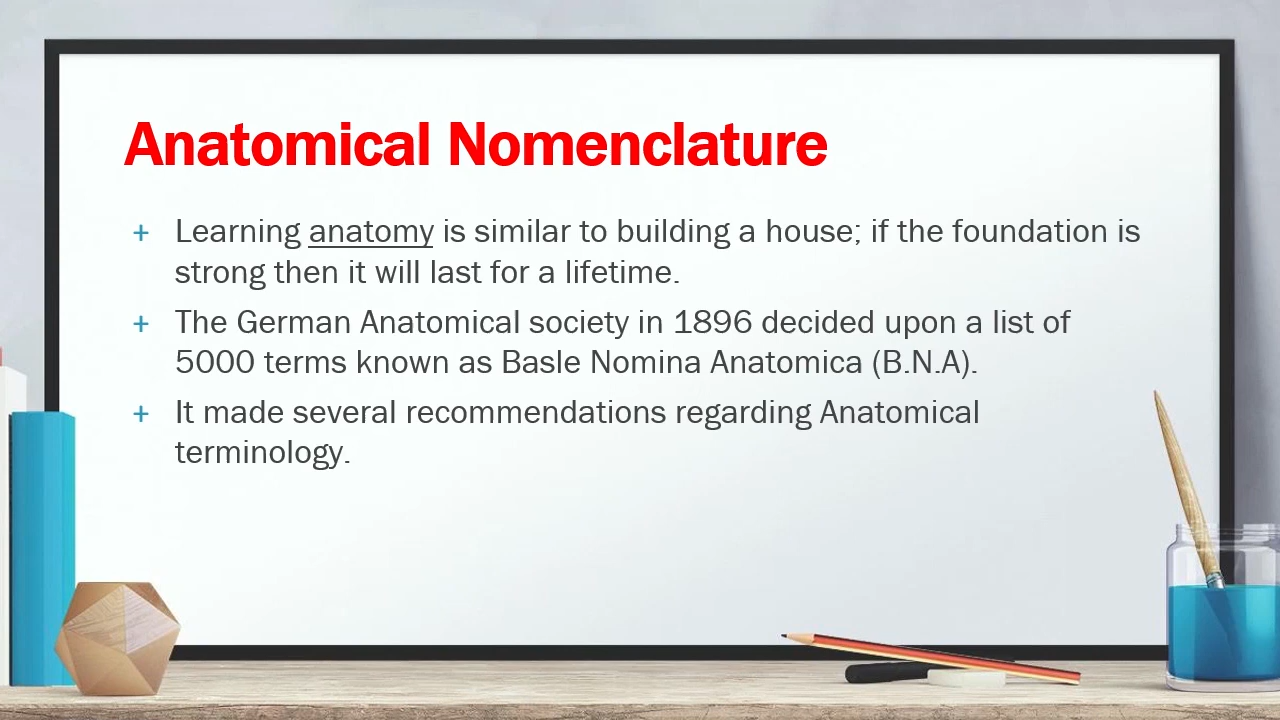 Anatomical Nomenclature
+ Learning anatomy is similar to building a house; if the foundation is
strong then it will last for a lifetime.
+ The German Anatomical society in 1896 decided upon a list of
5000 terms known as Basle Nomina Anatomica (B.N.A).
+ It made several recommendations regarding Anatomical
terminology.